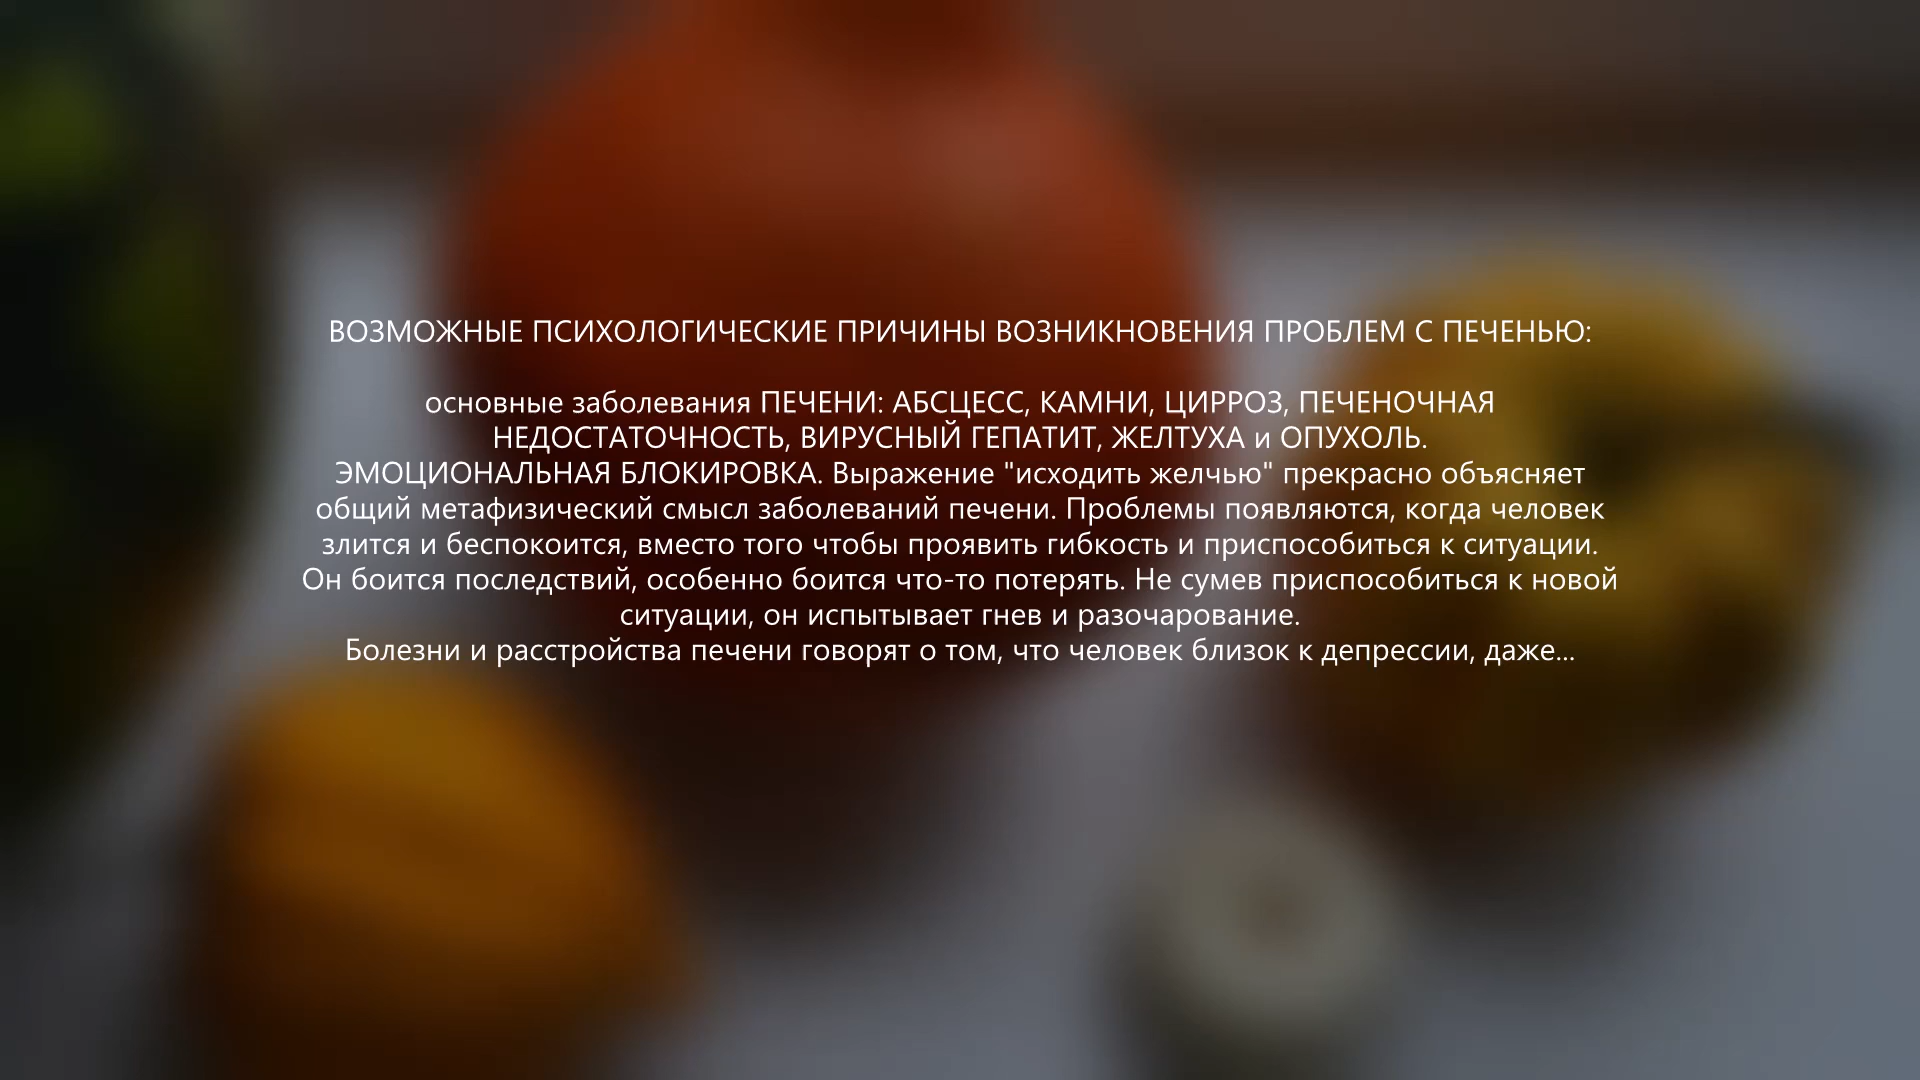 ВОЗМОЖНЫЕ ПСИХОЛОГИЧЕСКИЕ ПРИЧИНЫ ВОЗНИКНОВЕНИЯ ПРОБЛЕМ С ПЕЧЕНЬЮ:
основные заболевания ПЕЧЕНИ: АБСЦЕСС, КАМНИ, ЦИРРОЗ, ПЕЧЕНОЧНАЯ
НЕДОСТАТОЧНОСТЬ, ВИРУСНЫЙ ГЕПАТИТ, ЖЕЛТУХА и ОПУХОЛЬ.
ЭМОЦИОНАЛЬНАЯ БЛОКИРОВКА. Выражение "исходить желчью" прекрасно объясняет
общий метафизический смысл заболеваний печени. Проблемы появляются, когда человек
злится и беспокоится, вместо того чтобы проявить гибкость и приспособиться к ситуации.
Он боится последствий, особенно боится что-то потерять. Не сумев приспособиться к новой
ситуации, он испытывает гнев и разочарование.
Болезни и расстройства печени говорят о том, что человек близок к депрессии, даже...